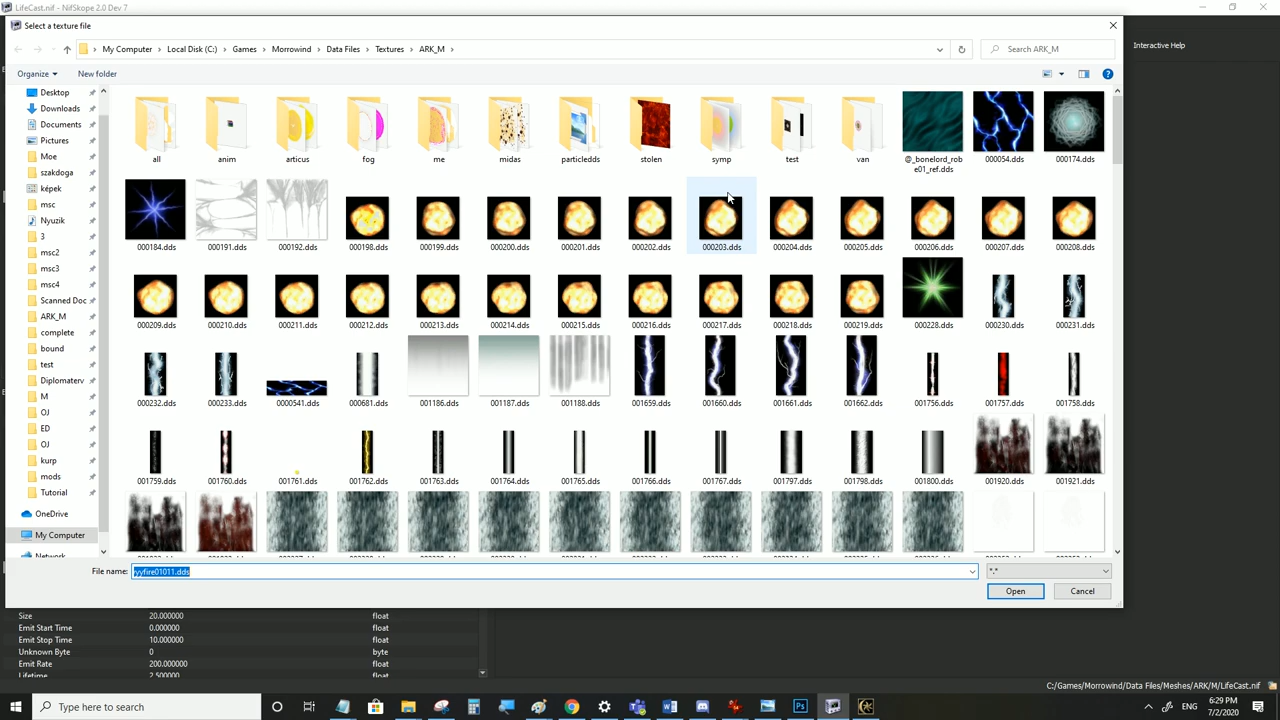 LifeCast.nif - NifSkope 2.0 Dev 7
Select a texture file
My Computer > Local Disk (C:) > Games > Morrowind > Data Files > Textures > ARK_M >
Search ARK_M
Interactive Help
Organize
New folder
Desktop
Downloads
Documents
Pictures
Moe
szakdoga
képek
msc
Nyuzik
3
msc2
msc3
msc4
Scanned Doc
ARK_M
complete
bound
test
Diplomaterv
M
OJ
ED
OJ
kurp
mods
Tutorial
OneDrive
My Computer
Network
all
anim
articus
fog
me
midas
particledds
stolen
symp
test
van
@_bonelord_rob
e01_ref.dds
000054.dds
000174.dds
000184.dds
000191.dds
000192.dds
000198.dds
000199.dds
000200.dds
000201.dds
000202.dds
000203.dds
000204.dds
000205.dds
000206.dds
000207.dds
000208.dds
000209.dds
000210.dds
000211.dds
000212.dds
000213.dds
000214.dds
000215.dds
000216.dds
000217.dds
000218.dds
000219.dds
000228.dds
000230.dds
000231.dds
000232.dds
000233.dds
0000541.dds
000681.dds
001186.dds
001187.dds
001188.dds
001659.dds
001660.dds
001661.dds
001662.dds
001756.dds
001757.dds
001758.dds
001759.dds
001760.dds
001761.dds
001762.dds
001763.dds
001764.dds
001765.dds
001766.dds
001767.dds
001797.dds
001798.dds
001800.dds
001920.dds
001921.dds
File name:
yyfire01011.dds
*.*
Open
Cancel
Size 20.000000 float
Emit Start Time 0.000000 float
Emit Stop Time 10.000000 float
Unknown Byte 0 byte
Emit Rate 200.000000 float
Lifetime 2.500000 float
C:/Games/Morrowind/Data Files/Meshes/ARK/M/LifeCast.nif
Type here to search
ENG
6:29 PM
7/2/2020